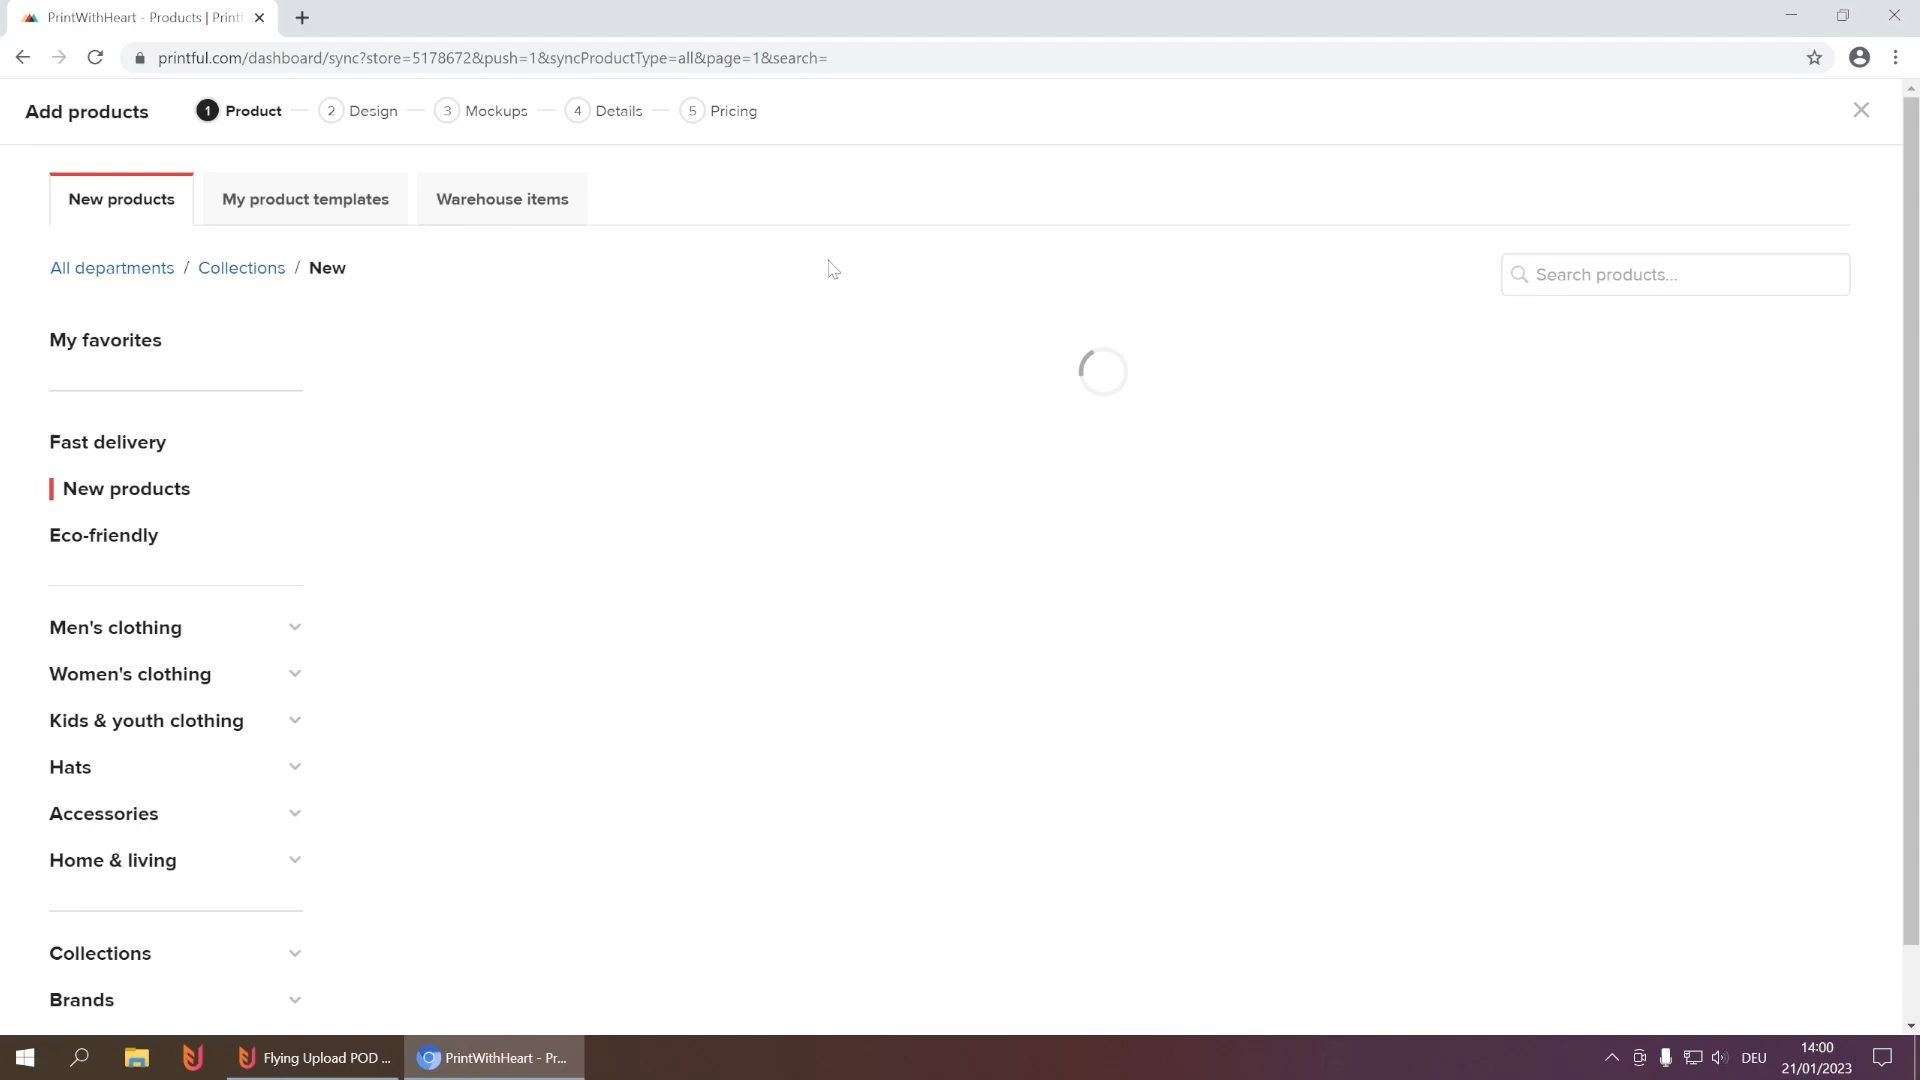 PrintWithHeart - Products | Printf
printful.com/dashboard/sync?store=5178672&push=1&syncProductType=all&page=1&search=
Add products
1 Product
2 Design
3 Mockups
4 Details
5 Pricing
New products
My product templates
Warehouse items
All departments / Collections / New
Search products...
My favorites
Fast delivery
New products
Eco-friendly
Men's clothing
Women's clothing
Kids & youth clothing
Hats
Accessories
Home & living
Collections
Brands
Flying Upload POD ...
PrintWithHeart - Pr...
DEU
14:00
21/01/2023